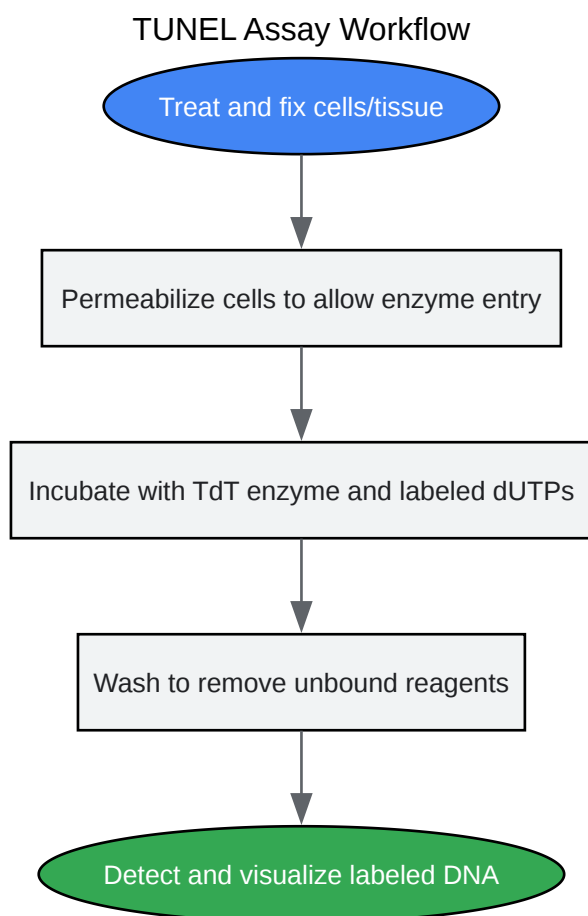 TUNEL Assay Workflow
Treat and fix cells/tissue
Permeabilize cells to allow enzyme entry
Incubate with TdT enzyme and labeled dUTPs
Wash to remove unbound reagents
Detect and visualize labeled DNA